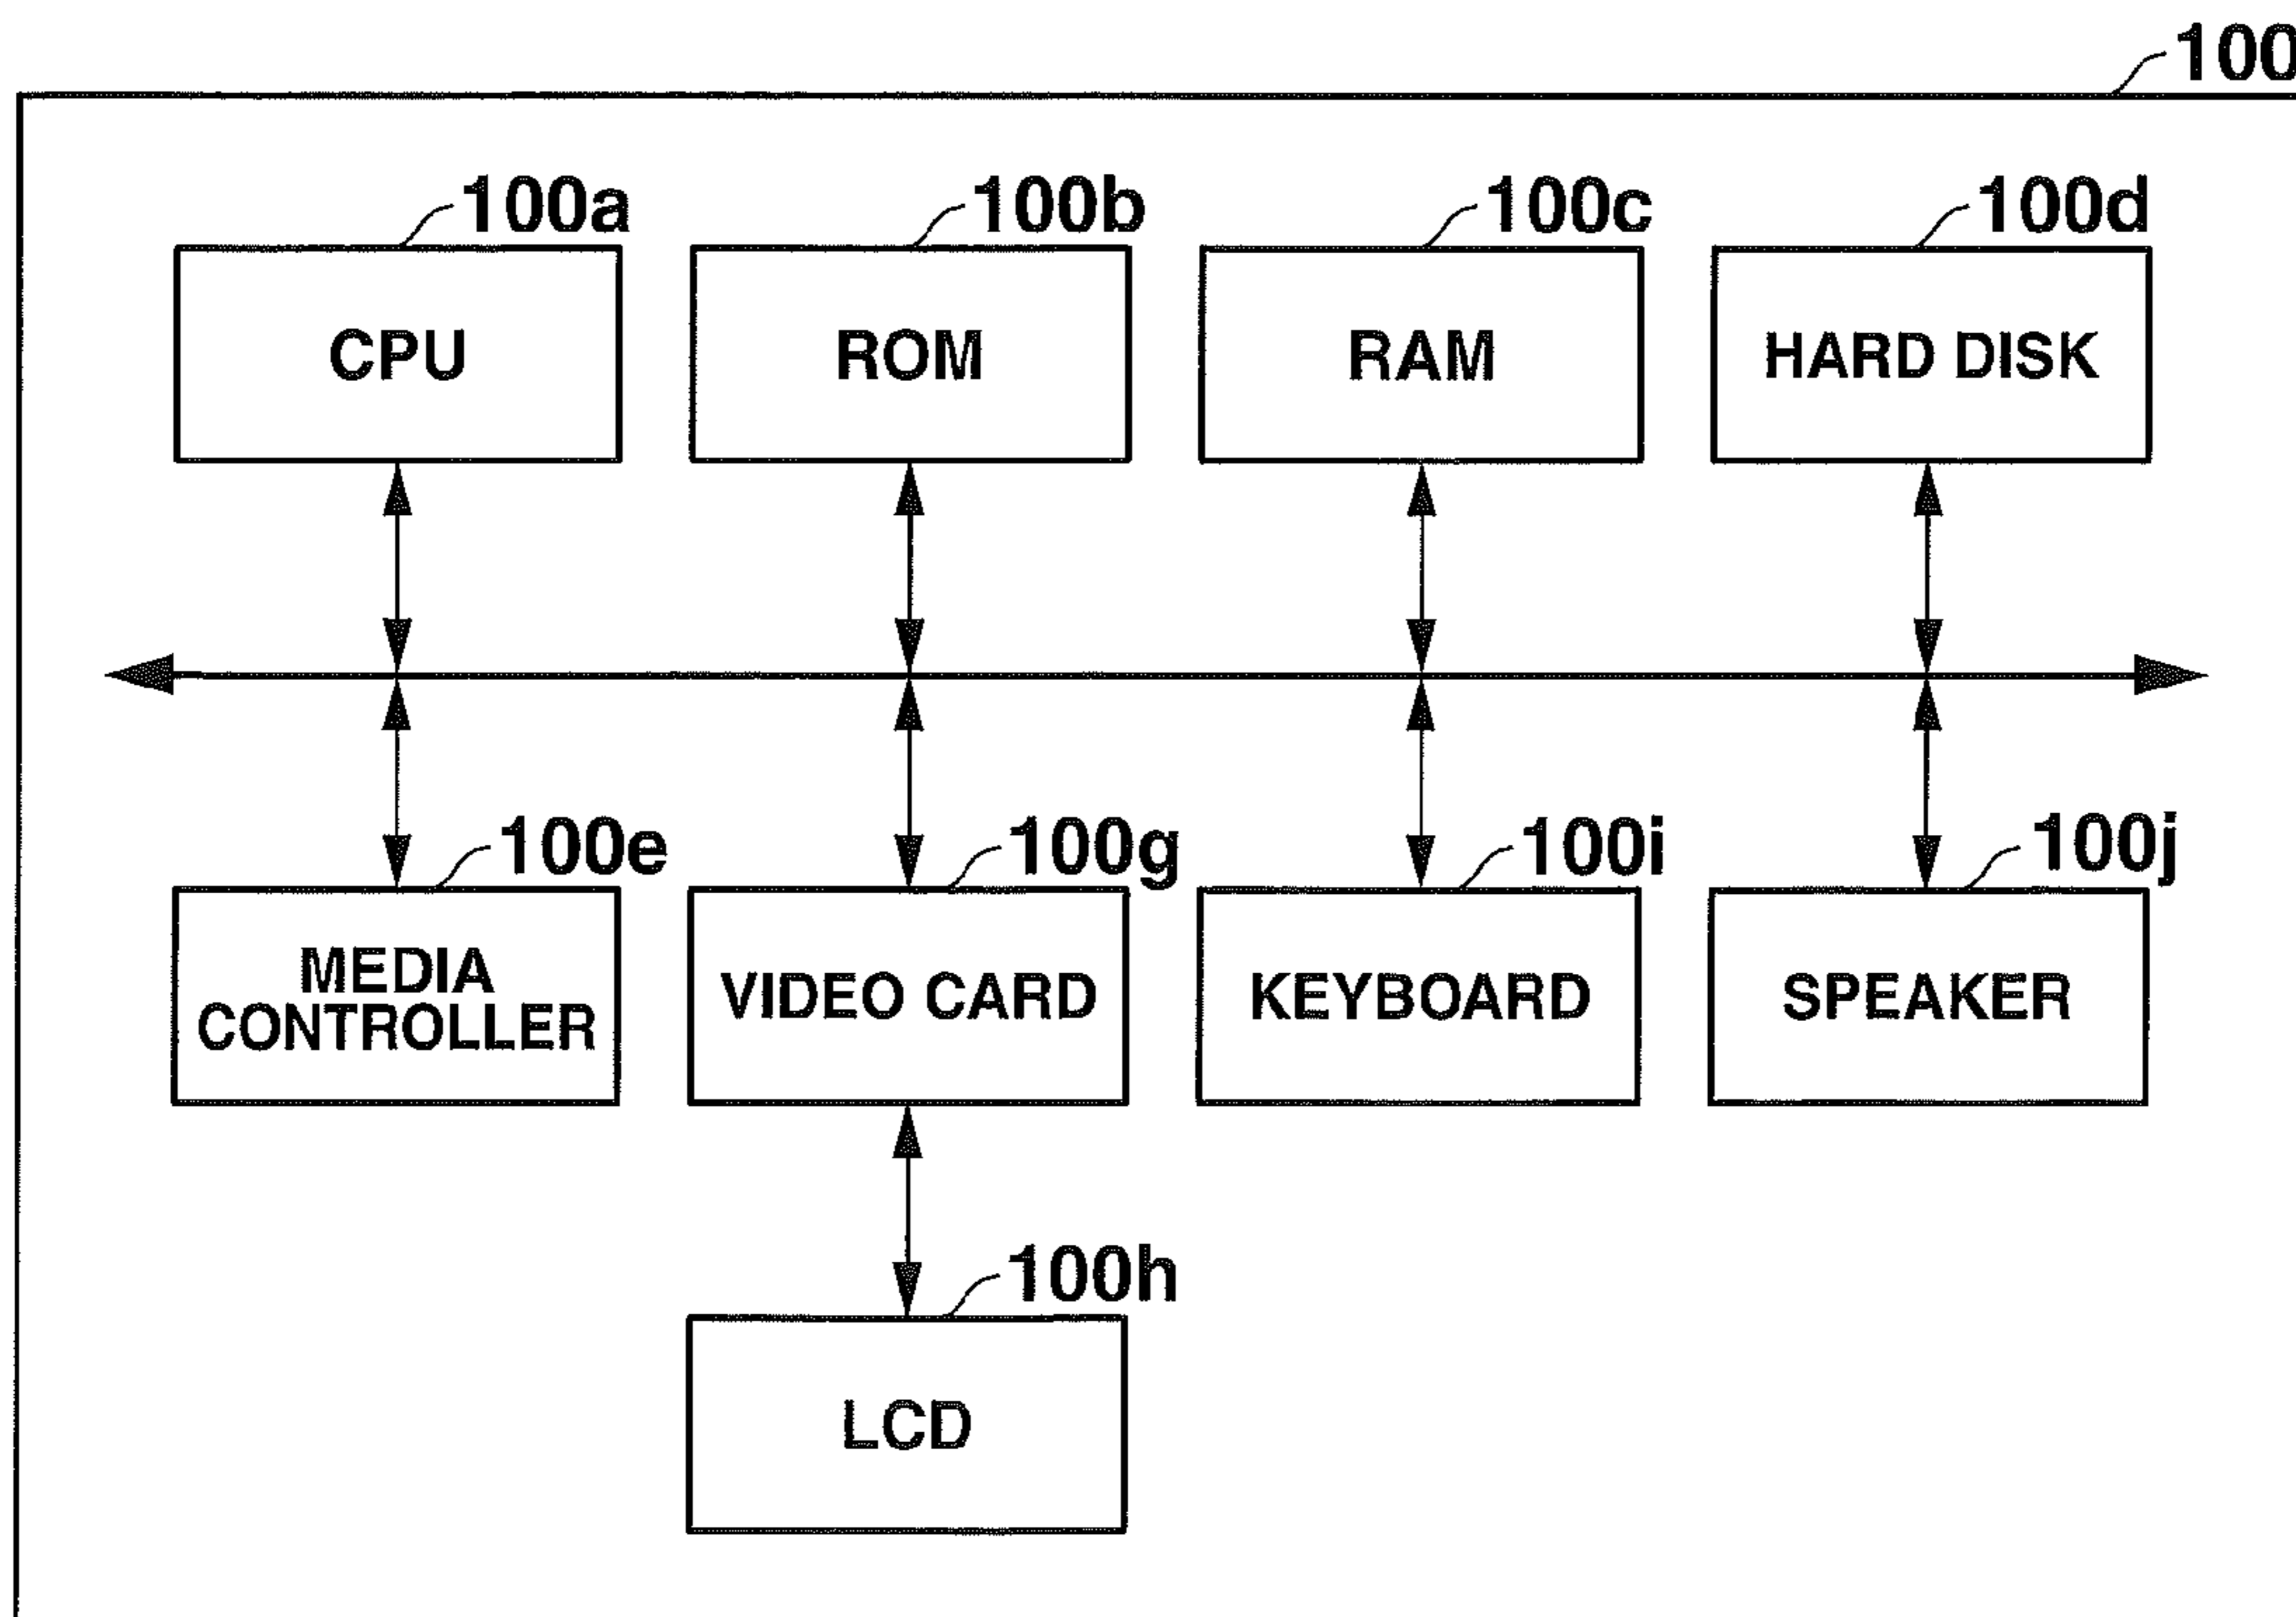 100
100a
100b
100c
100d
CPU
ROM
RAM
HARD DISK
100e
100g
100i
100j
MEDIA
CONTROLLER
VIDEO CARD
KEYBOARD
SPEAKER
100h
LCD